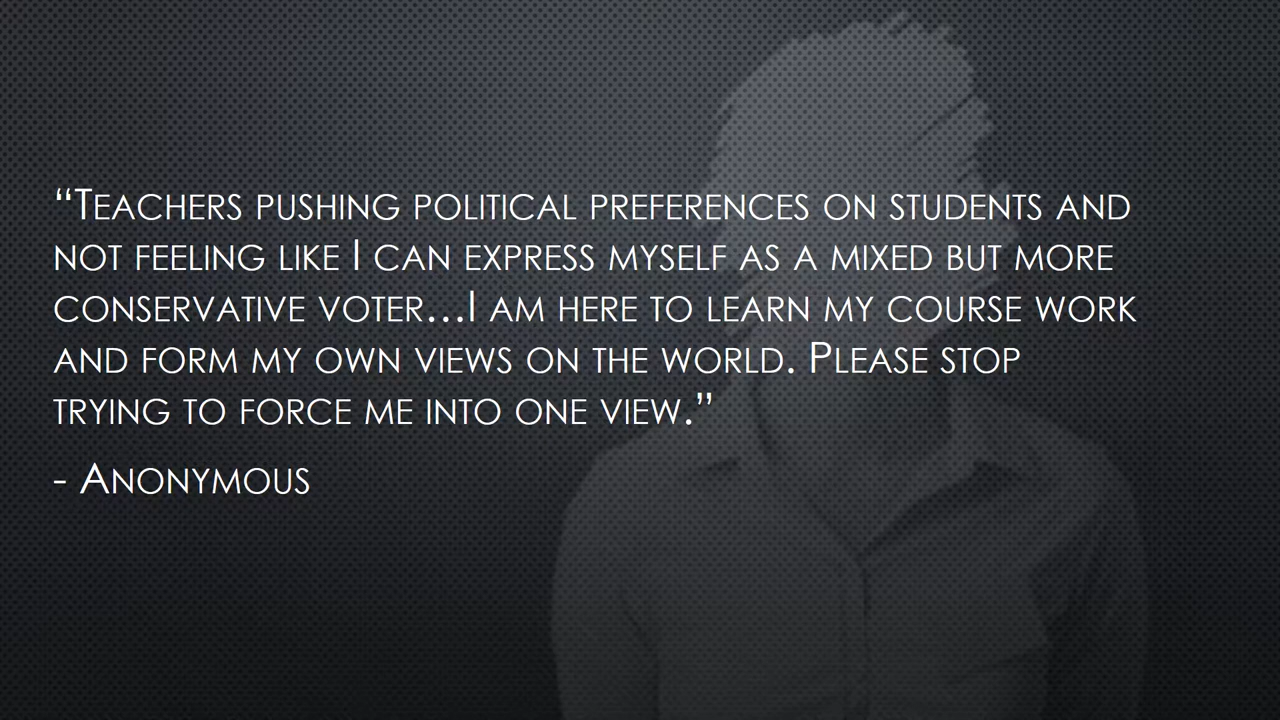 “Teachers pushing political preferences on students and
not feeling like I can express myself as a mixed but more
conservative voter…I am here to learn my course work
and form my own views on the world. Please stop
trying to force me into one view.”
- Anonymous